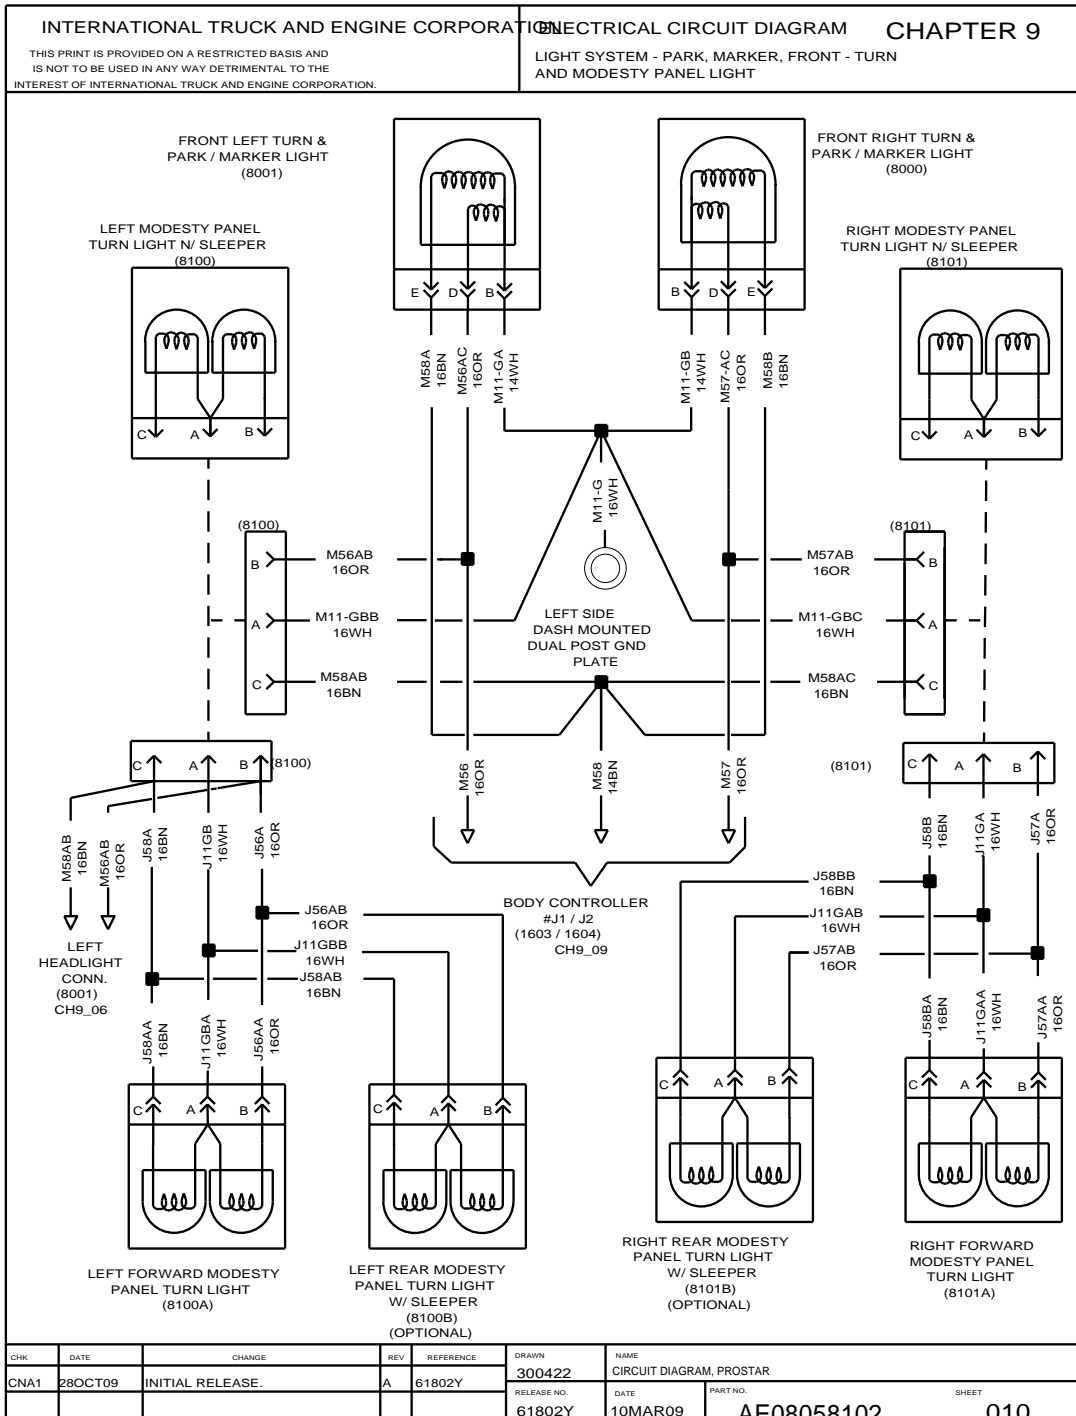 INTERNATIONAL TRUCK AND ENGINE CORPORATION
THIS PRINT IS PROVIDED ON A RESTRICTED BASIS AND
IS NOT TO BE USED IN ANY WAY DETRIMENTAL TO THE
INTEREST OF INTERNATIONAL TRUCK AND ENGINE CORPORATION.
ELECTRICAL CIRCUIT DIAGRAM
CHAPTER 9
LIGHT SYSTEM - PARK, MARKER, FRONT - TURN
AND MODESTY PANEL LIGHT
FRONT LEFT TURN &
PARK / MARKER LIGHT
(8001)
FRONT RIGHT TURN &
PARK / MARKER LIGHT
(8000)
LEFT MODESTY PANEL
TURN LIGHT N/ SLEEPER
(8100)
RIGHT MODESTY PANEL
TURN LIGHT N/ SLEEPER
(8101)
E D B
B D E
M58A
16BN
M56AC
16OR
M11-GA
14WH
M11-GB
14WH
M57-AC
16OR
M58B
16BN
C A B
C A B
M11-G
16WH
(8100)
(8101)
B
M56AB
16OR
M57AB
16OR
B
A
M11-GBB
16WH
M11-GBC
16WH
A
C
M58AB
16BN
M58AC
16BN
C
LEFT SIDE
DASH MOUNTED
DUAL POST GND
PLATE
C A B (8100)
(8101) C A B
M56
16OR
M58
14BN
M57
16OR
M58AB
16BN
M56AB
16OR
J58A
16BN
J11GB
16WH
J56A
16OR
J58B
16BN
J11GA
16WH
J57A
16OR
BODY CONTROLLER
#J1 / J2
(1603 / 1604)
CH9_09
LEFT
HEADLIGHT
CONN.
(8001)
CH9_06
J56AB
16OR
J11GBB
16WH
J58AB
16BN
J58BB
16BN
J11GAB
16WH
J57AB
16OR
J58AA
16BN
J11GBA
16WH
J56AA
16OR
J58BA
16BN
J11GAA
16WH
J57AA
16OR
C A B
C A B
C A B
C A B
LEFT FORWARD MODESTY
PANEL TURN LIGHT
(8100A)
LEFT REAR MODESTY
PANEL TURN LIGHT
W/ SLEEPER
(8100B)
(OPTIONAL)
RIGHT REAR MODESTY
PANEL TURN LIGHT
W/ SLEEPER
(8101B)
(OPTIONAL)
RIGHT FORWARD
MODESTY PANEL
TURN LIGHT
(8101A)
CHK DATE CHANGE REV REFERENCE
CNA1 28OCT09 INITIAL RELEASE. A 61802Y
DRAWN
300422
NAME
CIRCUIT DIAGRAM, PROSTAR
RELEASE NO.
61802Y
DATE
10MAR09
PART NO.
AE08058102
SHEET
010